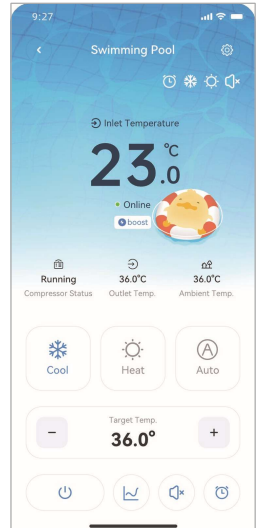 9:27
Swimming Pool
Inlet Temperature
23.0 °C
Online
boost
Running 36.0°C 36.0°C
Compressor Status Outlet Temp. Ambient Temp.
Cool Heat Auto
Target Temp.
− 36.0° +